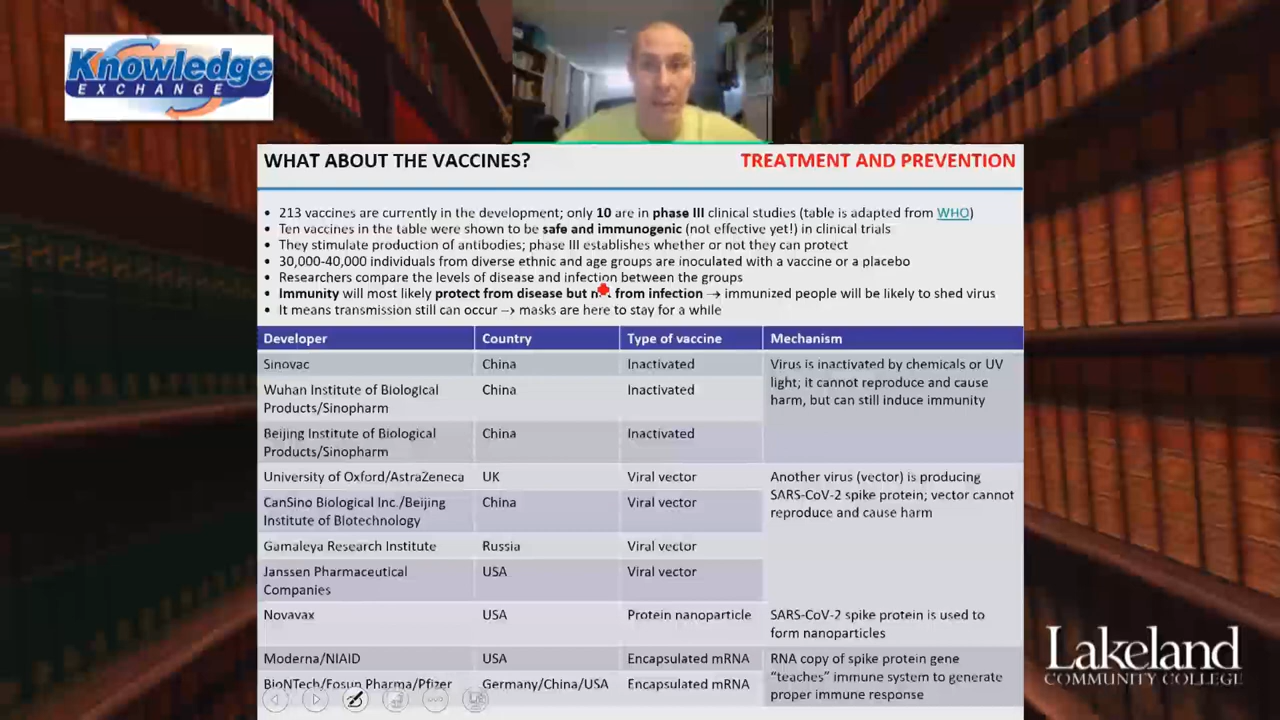 Knowledge
EXCHANGE
WHAT ABOUT THE VACCINES?
TREATMENT AND PREVENTION
• 213 vaccines are currently in the development; only 10 are in phase III clinical studies (table is adapted from WHO)
• Ten vaccines in the table were shown to be safe and immunogenic (not effective yet!) in clinical trials
• They stimulate production of antibodies; phase III establishes whether or not they can protect
• 30,000-40,000 individuals from diverse ethnic and age groups are inoculated with a vaccine or a placebo
• Researchers compare the levels of disease and infection between the groups
• Immunity will most likely protect from disease but from infection → immunized people will be likely to shed virus
• It means transmission still can occur --> masks are here to stay for a while
Developer Country Type of vaccine Mechanism
Sinovac China Inactivated Virus is inactivated by chemicals or UV
light; it cannot reproduce and cause
harm, but can still induce immunity
Wuhan Institute of Biological China Inactivated
Products/Sinopharm
Beijing Institute of Biological China Inactivated
Products/Sinopharm
University of Oxford/AstraZeneca UK Viral vector Another virus (vector) is producing
SARS-CoV-2 spike protein; vector cannot
reproduce and cause harm
CanSino Biological Inc./Beijing China Viral vector
Institute of Biotechnology
Gamaleya Research Institute Russia Viral vector
Janssen Pharmaceutical USA Viral vector
Companies
Novavax USA Protein nanoparticle SARS-CoV-2 spike protein is used to
form nanoparticles
Moderna/NIAID USA Encapsulated mRNA RNA copy of spike protein gene
"teaches" immune system to generate
proper immune response
BioNTech/Fosun Pharma/Pfizer Germany/China/USA Encapsulated mRNA
Lakeland
COMMUNITY COLLEGE